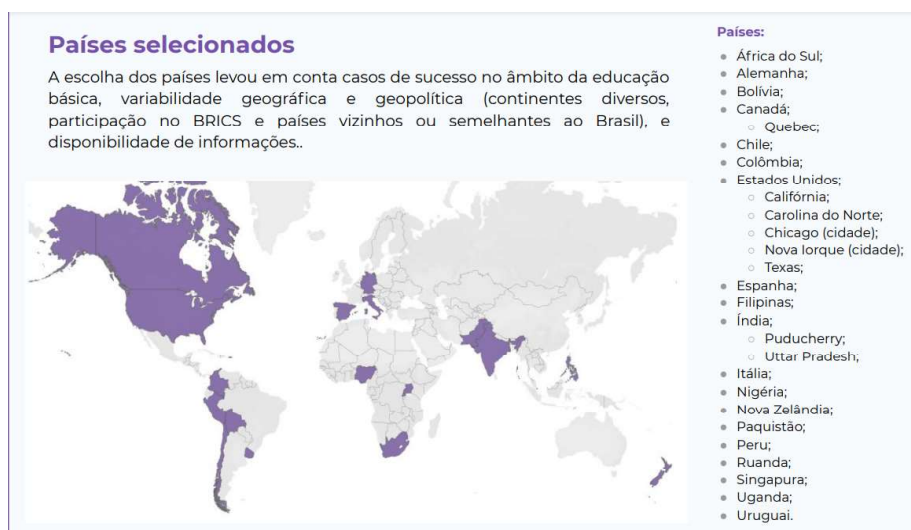 Países selecionados
A escolha dos países levou em conta casos de sucesso no âmbito da educação
básica, variabilidade geográfica e geopolítica (continentes diversos,
participação no BRICS e países vizinhos ou semelhantes ao Brasil), e
disponibilidade de informações..
Países:
África do Sul;
Alemanha;
Bolívia;
Canadá;
Quebec;
Chile;
Colômbia;
Estados Unidos;
Califórnia;
Carolina do Norte;
Chicago (cidade);
Nova Iorque (cidade);
Texas;
Espanha;
Filipinas;
Índia;
Puducherry;
Uttar Pradesh;
Itália;
Nigéria;
Nova Zelândia;
Paquistão;
Peru;
Ruanda;
Singapura;
Uganda;
Uruguai.